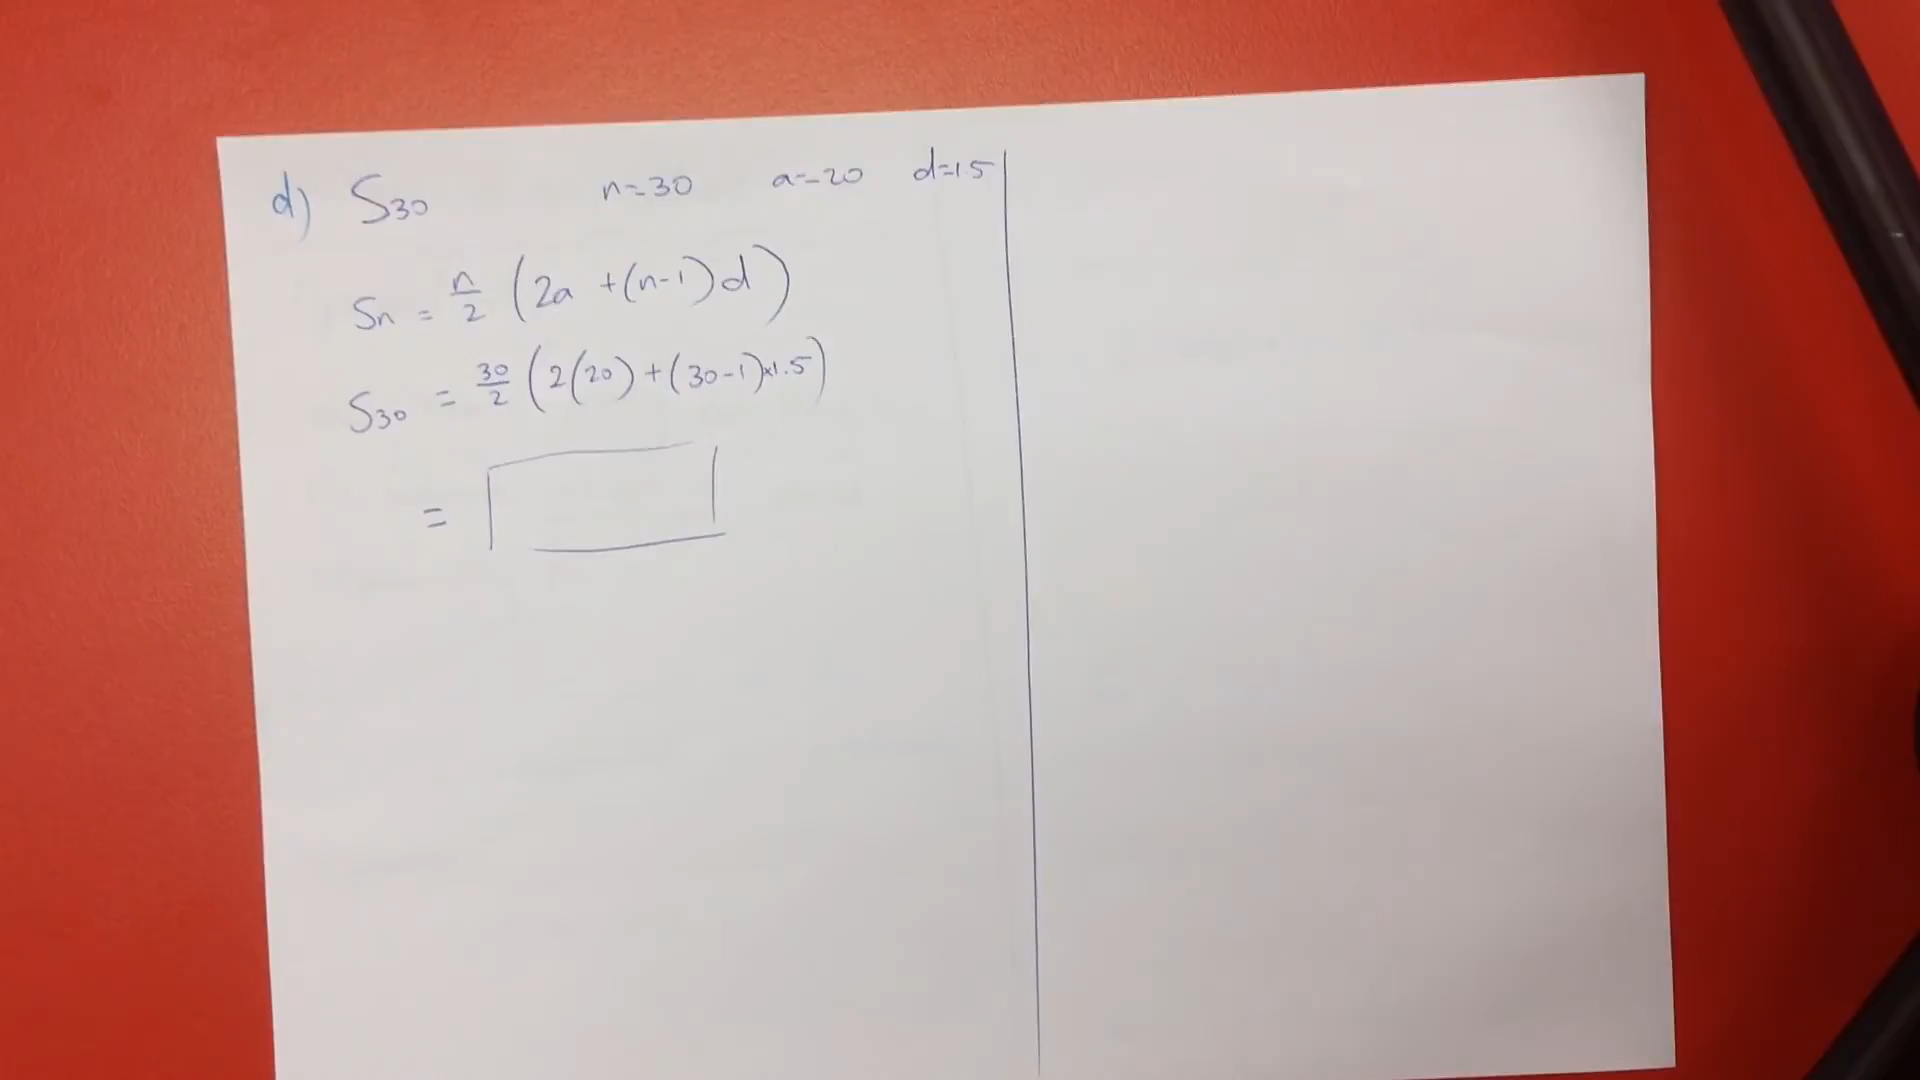 d) S₃₀ n=30 a=20 d=1.5
Sn = n/2 (2a +(n-1)d)
S₃₀ = 30/2 (2(20)+(30-1)×1.5)
=